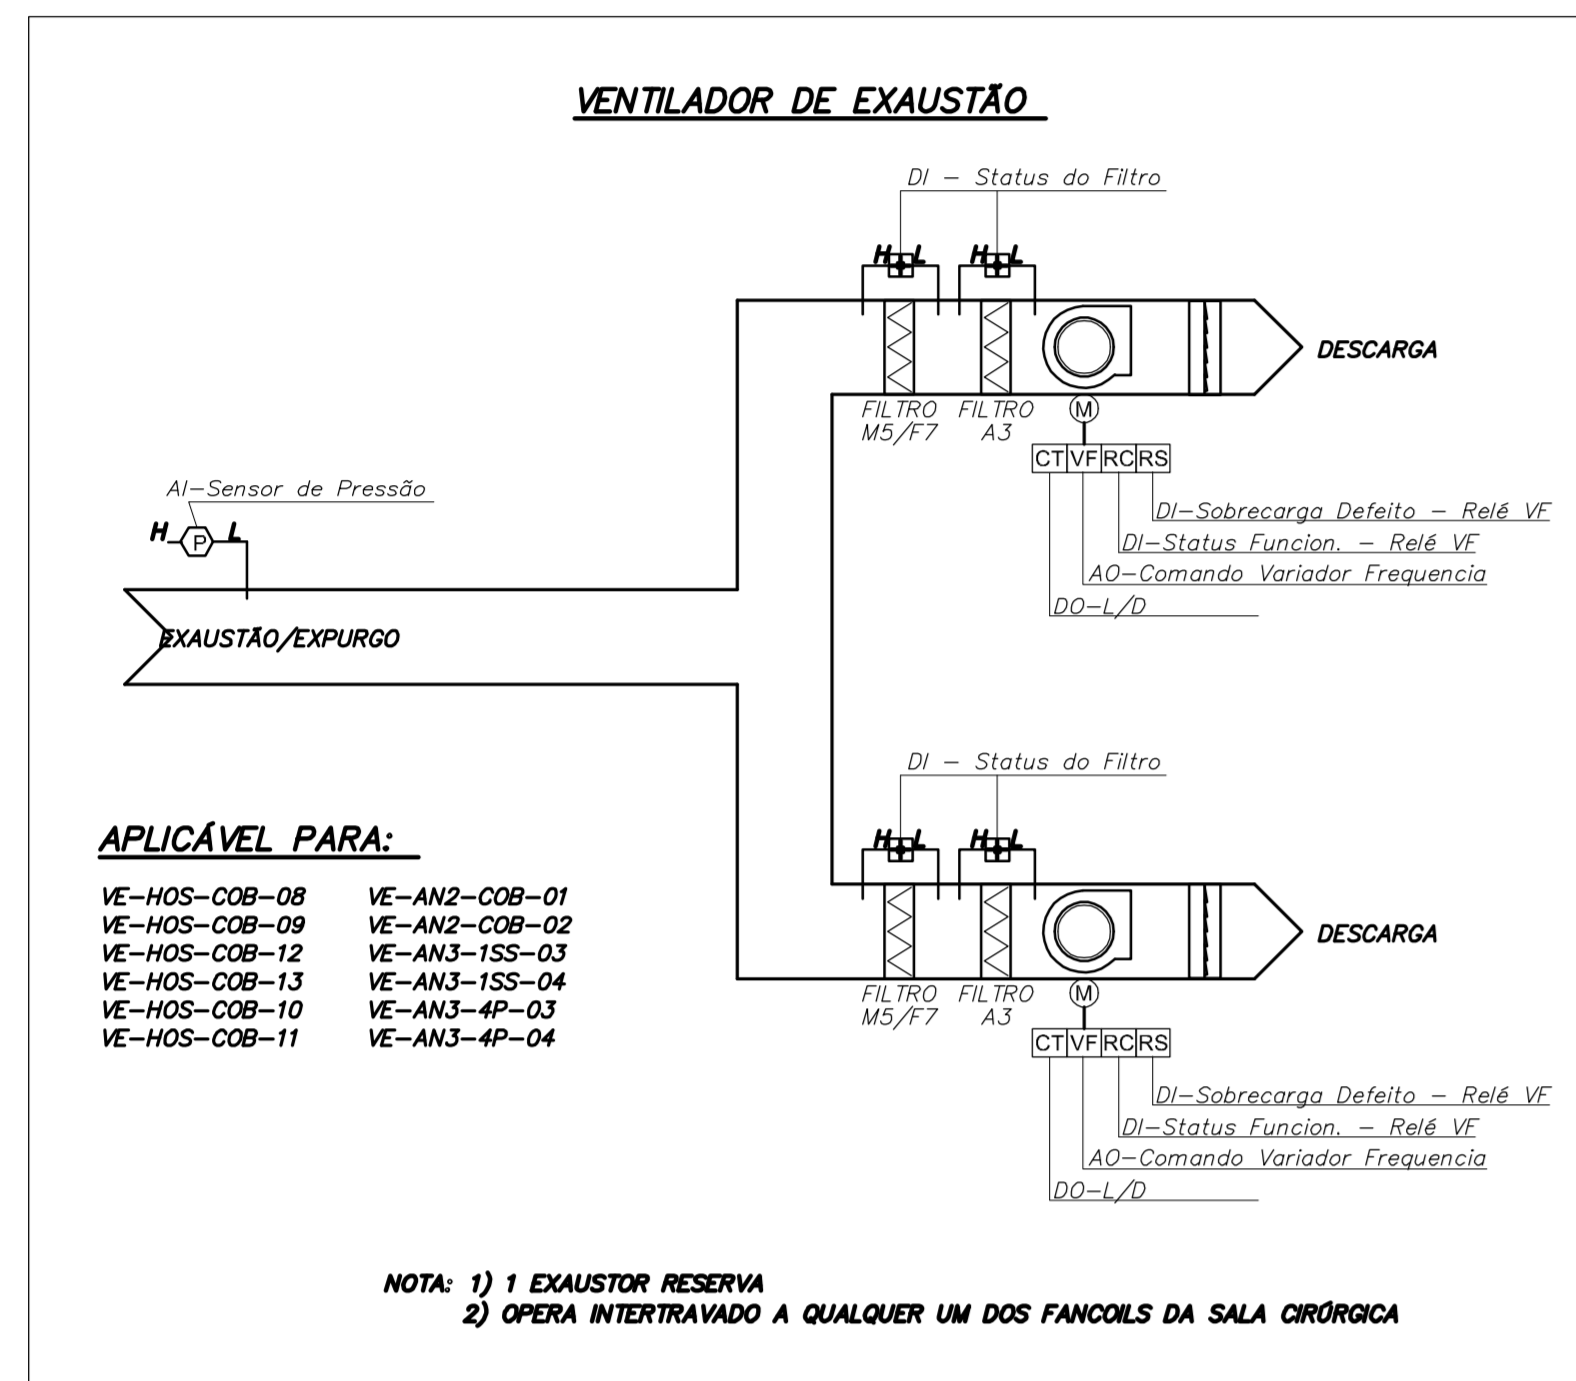 VENTILADOR DE EXAUSTÃO
DI - Status do Filtro
H L H L
DESCARGA
FILTRO M5/F7
FILTRO A3
M
CT VF RC RS
DI-Sobrecarga Defeito - Relé VF
DI-Status Funcion. - Relé VF
AO-Comando Variador Frequencia
DO-L/D
AI-Sensor de Pressão
H P L
EXAUSTÃO/EXPURGO
DI - Status do Filtro
H L H L
DESCARGA
FILTRO M5/F7
FILTRO A3
M
CT VF RC RS
DI-Sobrecarga Defeito - Relé VF
DI-Status Funcion. - Relé VF
AO-Comando Variador Frequencia
DO-L/D
APLICÁVEL PARA:
VE-HOS-COB-08 VE-AN2-COB-01
VE-HOS-COB-09 VE-AN2-COB-02
VE-HOS-COB-12 VE-AN3-1SS-03
VE-HOS-COB-13 VE-AN3-1SS-04
VE-HOS-COB-10 VE-AN3-4P-03
VE-HOS-COB-11 VE-AN3-4P-04
NOTA: 1) 1 EXAUSTOR RESERVA
2) OPERA INTERTRAVADO A QUALQUER UM DOS FANCOILS DA SALA CIRÚRGICA